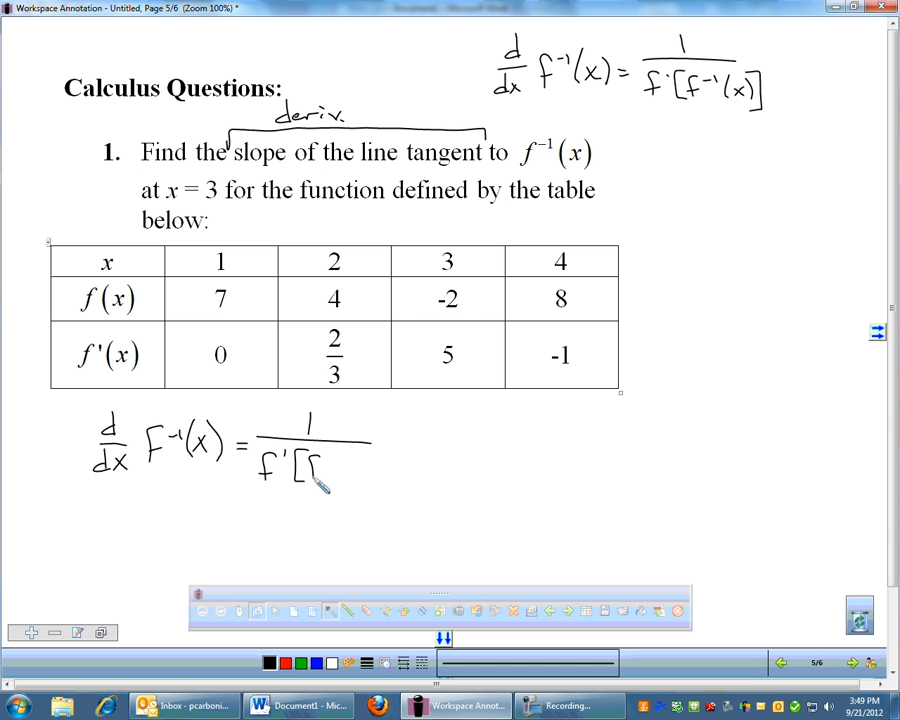 Workspace Annotation - Untitled, Page 5/6 (Zoom 100%) *
d/dx f⁻¹(x) = 1/f'[f⁻¹(x)]
Calculus Questions:
deriv.
1. Find the slope of the line tangent to f⁻¹(x)
at x = 3 for the function defined by the table
below:
x 1 2 3 4
f(x) 7 4 -2 8
f'(x) 0 2/3 5 -1
d/dx F⁻¹(x) = 1/f'[f
5/6
Inbox - pcarboni...
Document1 - Mic...
Workspace Annot...
Recording...
3:49 PM
9/21/2012